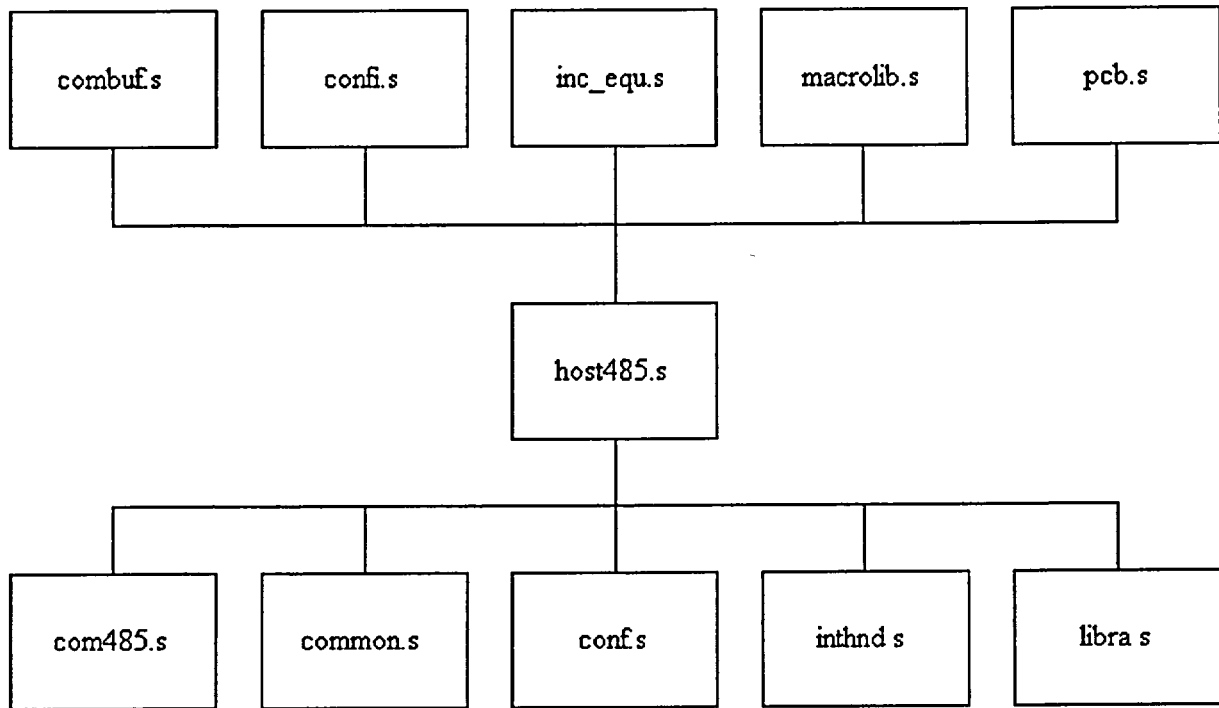 combuf.s
confi.s
inc_equ.s
macrolib.s
pcb.s
host485.s
com485.s
common.s
conf.s
inthnd s
libra s